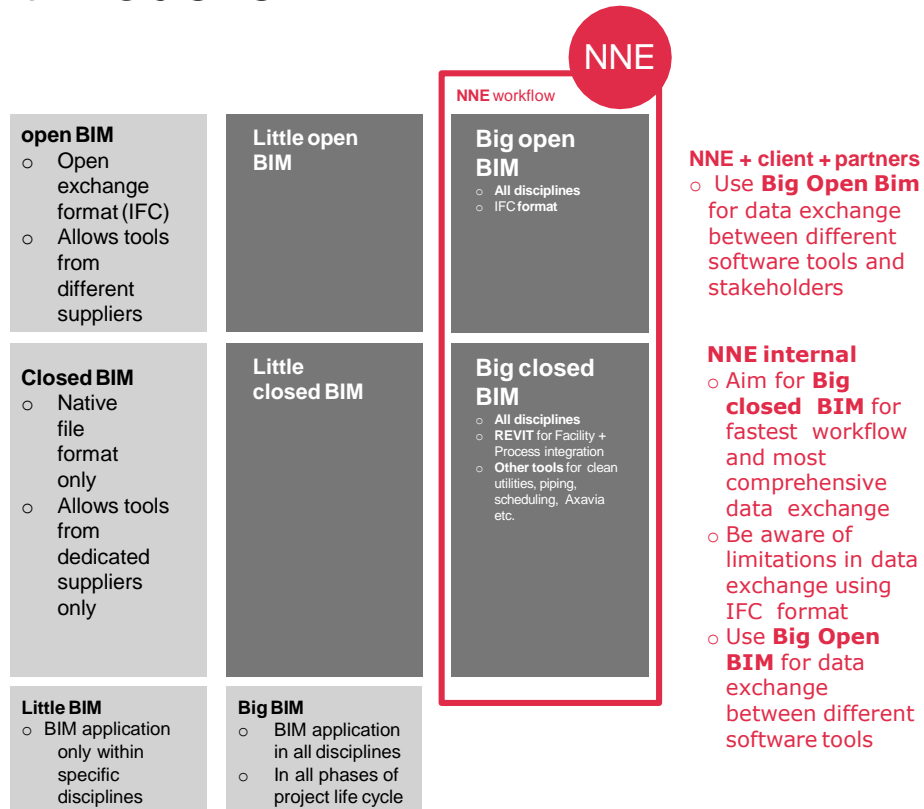 NNE
NNE workflow
open BIM
o Open
exchange
format (IFC)
o Allows tools
from
different
suppliers
Little open
BIM
Big open
BIM
o All disciplines
o IFC format
NNE + client + partners
o Use Big Open Bim
for data exchange
between different
software tools and
stakeholders
Closed BIM
o Native
file
format
only
o Allows tools
from
dedicated
suppliers
only
Little
closed BIM
Big closed
BIM
o All disciplines
o REVIT for Facility +
Process integration
o Other tools for clean
utilities, piping,
scheduling, Axavia
etc.
NNE internal
o Aim for Big
closed BIM for
fastest workflow
and most
comprehensive
data exchange
o Be aware of
limitations in data
exchange using
IFC format
o Use Big Open
BIM for data
exchange
between different
software tools
Little BIM
o BIM application
only within
specific
disciplines
Big BIM
o BIM application
in all disciplines
o In all phases of
project life cycle